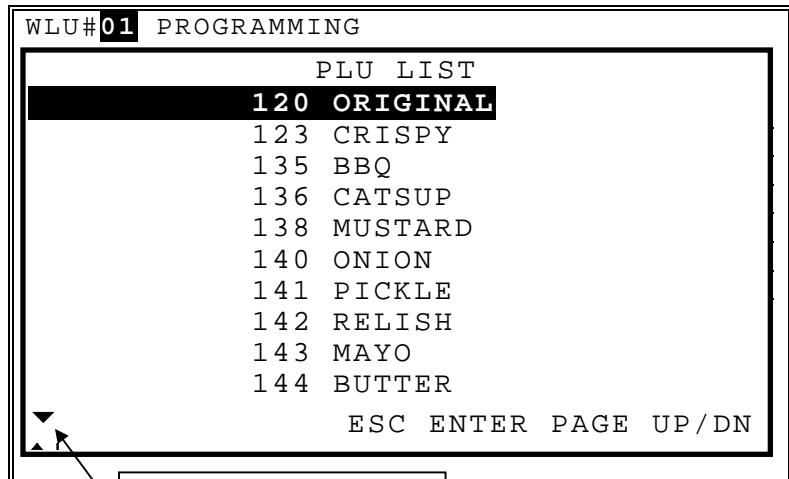 WLU#01 PROGRAMMING
PLU LIST
120 ORIGINAL
123 CRISPY
135 BBQ
136 CATSUP
138 MUSTARD
140 ONION
141 PICKLE
142 RELISH
143 MAYO
144 BUTTER
ESC ENTER PAGE UP/DN